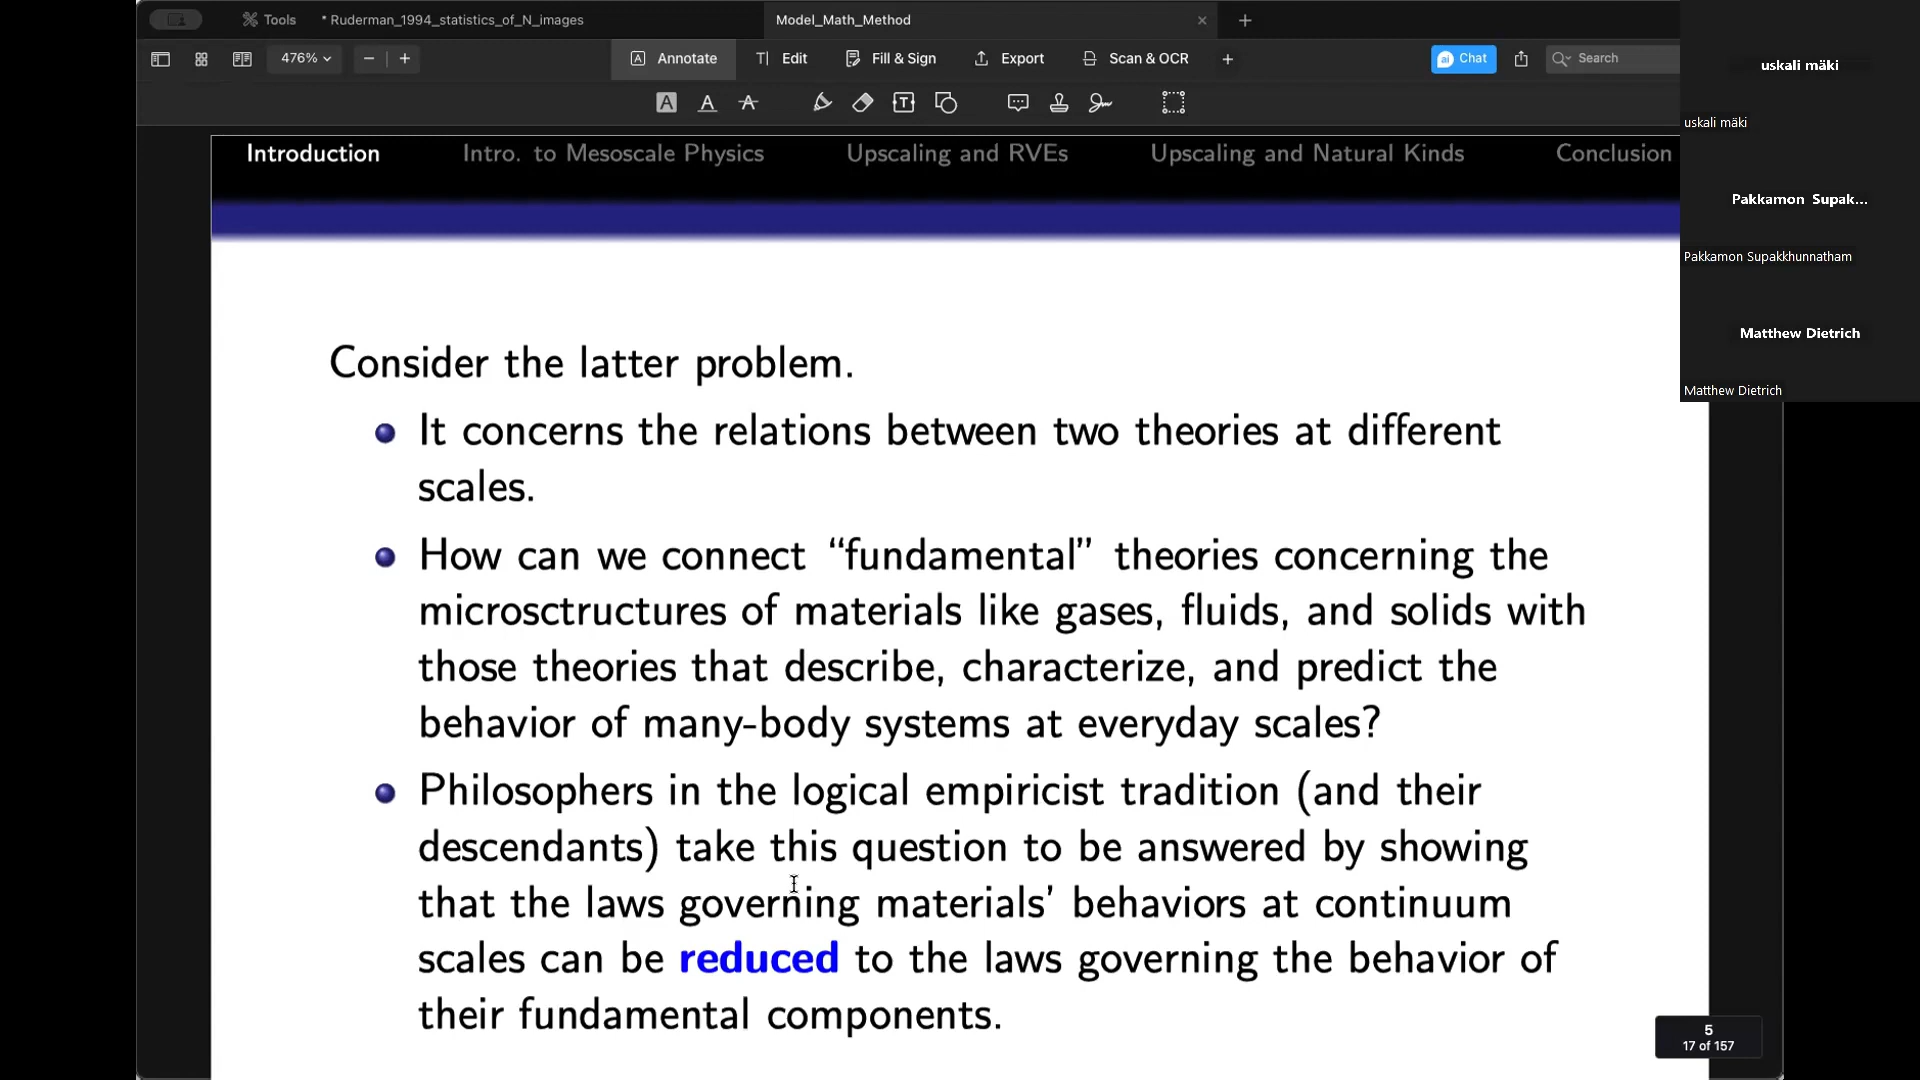 Tools
* Ruderman_1994_statistics_of_N_images
Model_Math_Method
476%
Annotate
Edit
Fill & Sign
Export
Scan & OCR
Chat
Search
Introduction
Intro. to Mesoscale Physics
Upscaling and RVEs
Upscaling and Natural Kinds
Conclusion
Consider the latter problem.
It concerns the relations between two theories at different
scales.
How can we connect “fundamental” theories concerning the
microsctructures of materials like gases, fluids, and solids with
those theories that describe, characterize, and predict the
behavior of many-body systems at everyday scales?
Philosophers in the logical empiricist tradition (and their
descendants) take this question to be answered by showing
that the laws governing materials’ behaviors at continuum
scales can be reduced to the laws governing the behavior of
their fundamental components.
5
17 of 157
uskali mäki
uskali mäki
Pakkamon Supak...
Pakkamon Supakkhunnatham
Matthew Dietrich
Matthew Dietrich